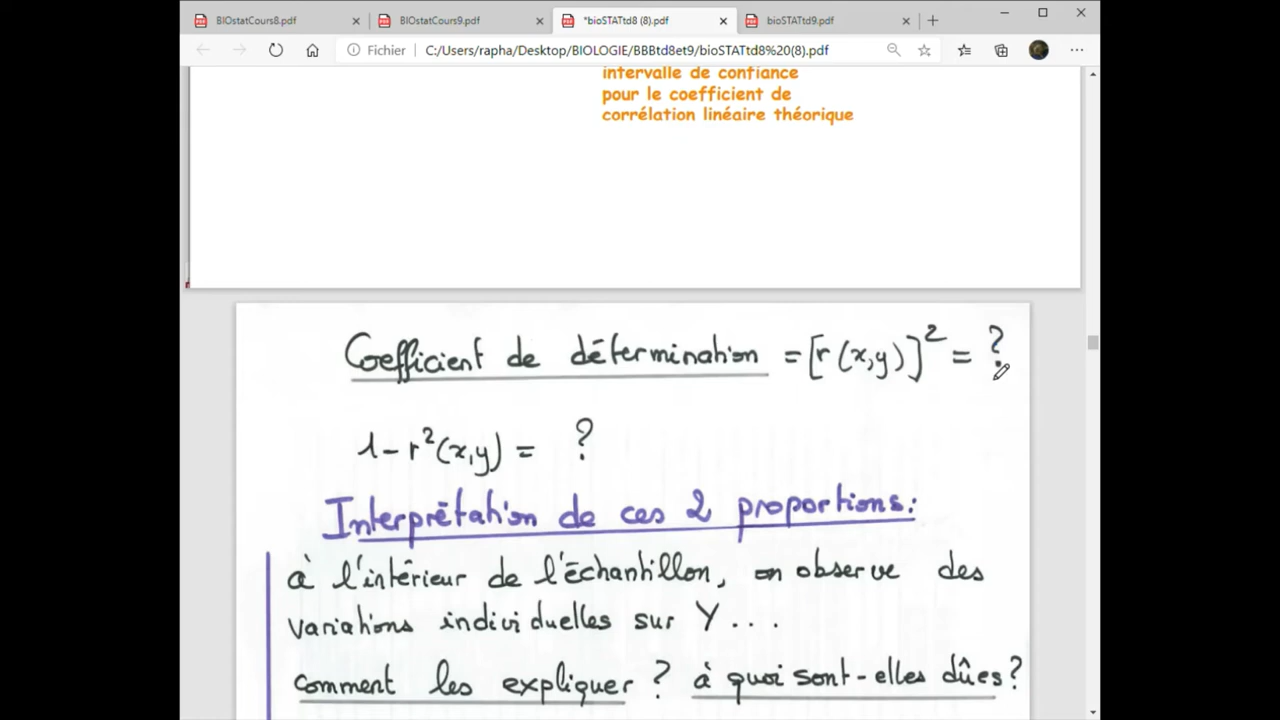 BIOstatCours8.pdf
BIOstatCours9.pdf
*bioSTATtd8 (8).pdf
bioSTATtd9.pdf
Fichier C:/Users/rapha/Desktop/BIOLOGIE/BBBtd8et9/bioSTATtd8%20(8).pdf
intervalle de confiance
pour le coefficient de
corrélation linéaire théorique
Coefficient de détermination = [r(x,y)]² = ?
1 - r²(x,y) = ?
Interprétation de ces 2 proportions:
à l'intérieur de l'échantillon, on observe des
variations individuelles sur Y...
comment les expliquer ? à quoi sont-elles dûes ?